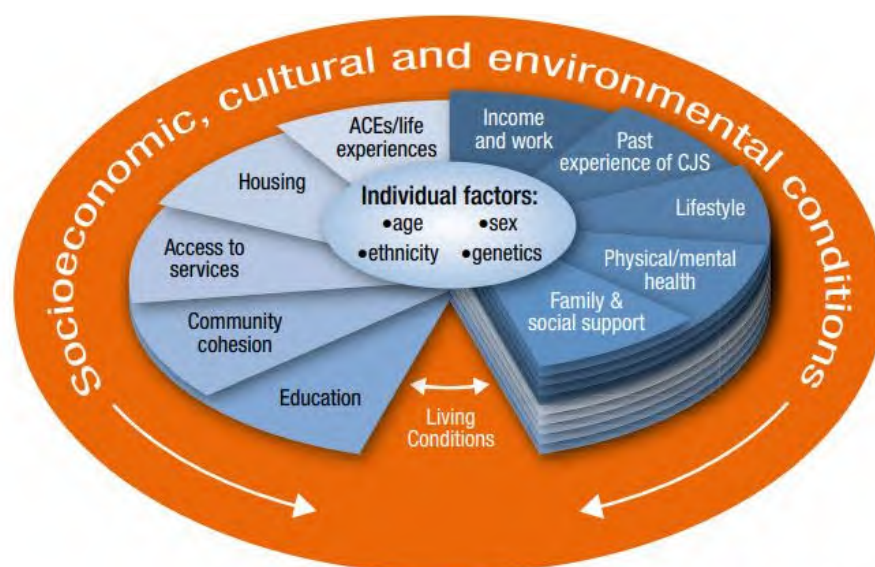 Socioeconomic, cultural and environmental conditions
ACEs/life
experiences
Income
and work
Past
experience of CJS
Housing
Lifestyle
Individual factors:
•age •sex
•ethnicity •genetics
Access to
services
Physical/mental
health
Family &
social support
Community
cohesion
Education
Living
Conditions